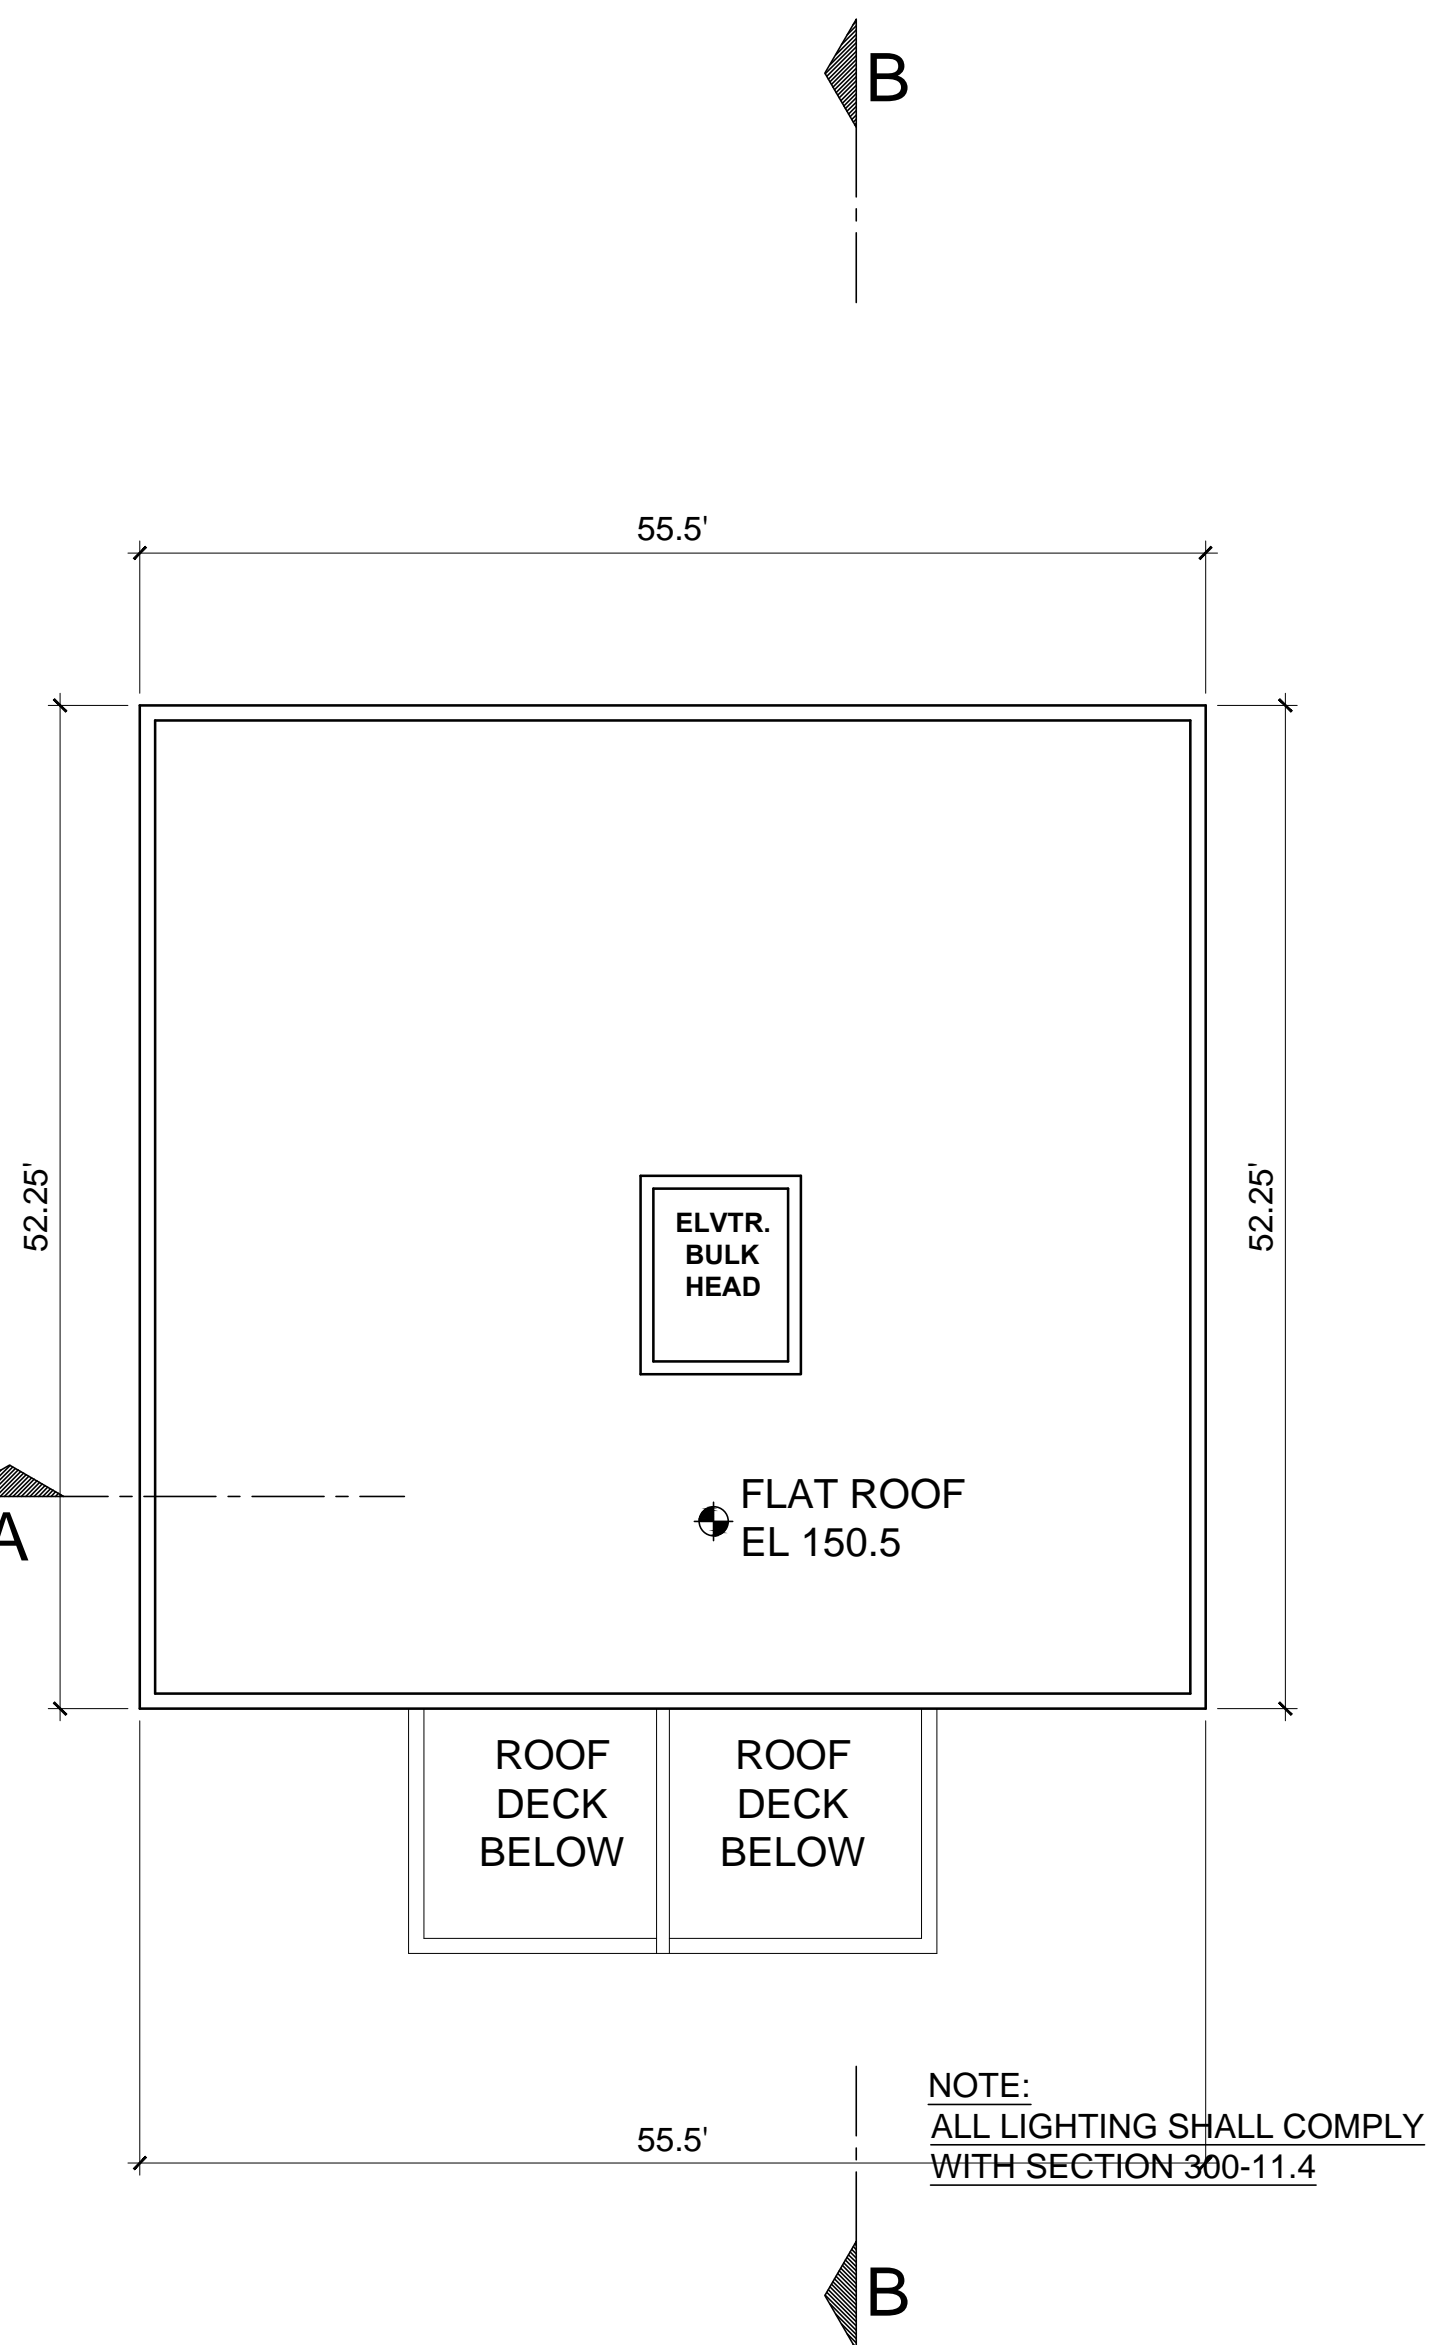 B
55.5'
52.25'
52.25'
ELVTR.
BULK
HEAD
FLAT ROOF
EL 150.5
A
ROOF
DECK
BELOW
ROOF
DECK
BELOW
NOTE:
ALL LIGHTING SHALL COMPLY
WITH SECTION 300-11.4
55.5'
B